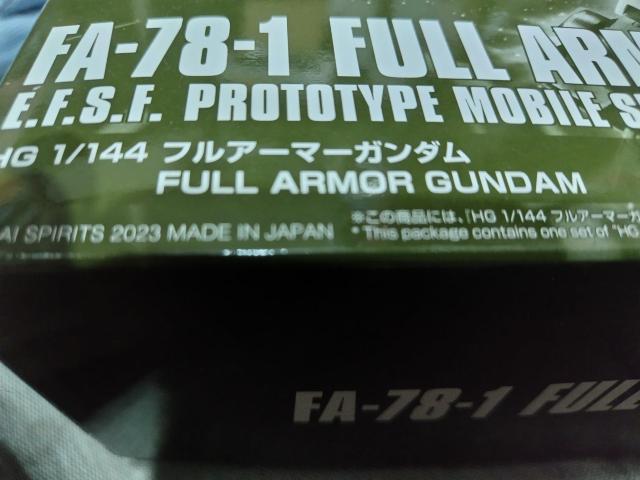 FA-78-1 FULL ARM
E.F.S.F. PROTOTYPE MOBILE S
HG 1/144 フルアーマーガンダム
FULL ARMOR GUNDAM
AI SPIRITS 2023 MADE IN JAPAN
※この商品には、「HG 1/144 フルアーマーガ
* This package contains one set of "HG
FA-78-1 FULL